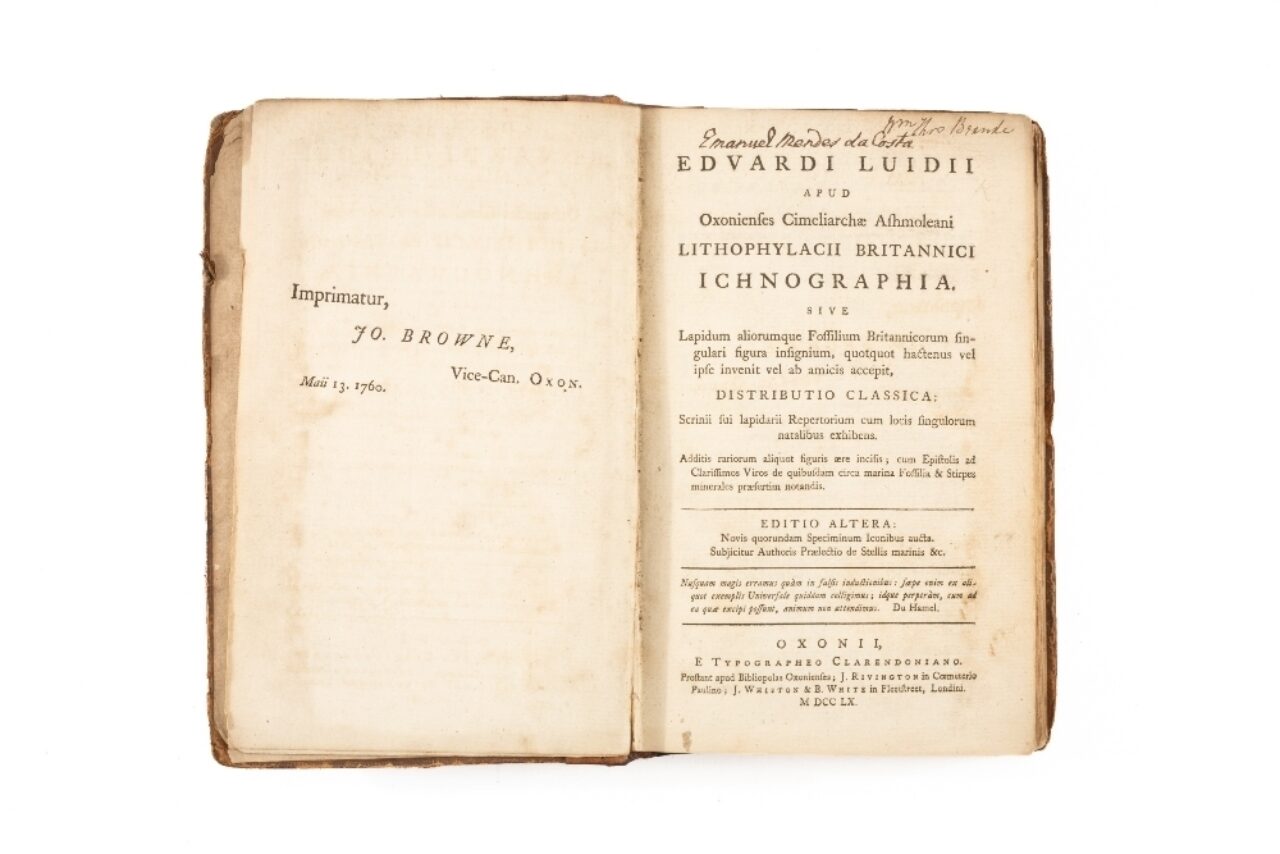 Imprimatur,
JO. BROWNE,
Vice-Can. OXON.
Maii 13. 1760.
Wm Thos Brande
Emanuel Mendes da Costa
EDVARDI LUIDII
APUD
Oxonienſes Cimeliarchæ Aſhmoleani
LITHOPHYLACII BRITANNICI
ICHNOGRAPHIA.
SIVE
Lapidum aliorumque Foſſilium Britannicorum ſin-
gulari figura inſignium, quotquot hactenus vel
ipſe invenit vel ab amicis accepit,
DISTRIBUTIO CLASSICA:
Scrinii ſui lapidarii Repertorium cum locis ſingulorum
natalibus exhibens.
Additis rariorum aliquot figuris ære inciſis; cum Epiſtolis ad
Clariſſimos Viros de quibuſdam circa marina Foſſilia & Stirpes
minerales præſertim notandis.
EDITIO ALTERA:
Novis quorundam Speciminum Iconibus aucta.
Subjicitur Authoris Prælectio de Stellis marinis &c.
Nuſquam magis erramus quàm in falſis inductionibus: ſæpe enim ex ali-
quot exemplis Univerſale quiddam colligimus; idque perperàm, cum ad
ea quæ excipi poſſunt, animum non attendimus. Du Hamel.
OXONII,
E TYPOGRAPHEO CLARENDONIANO.
Proſtant apud Bibliopolas Oxonienſes; J. RIVINGTON in Cœmeterio
Paulino; J. WHISTON & B. WHITE in Fleetſtreet, Londini.
M DCC LX.